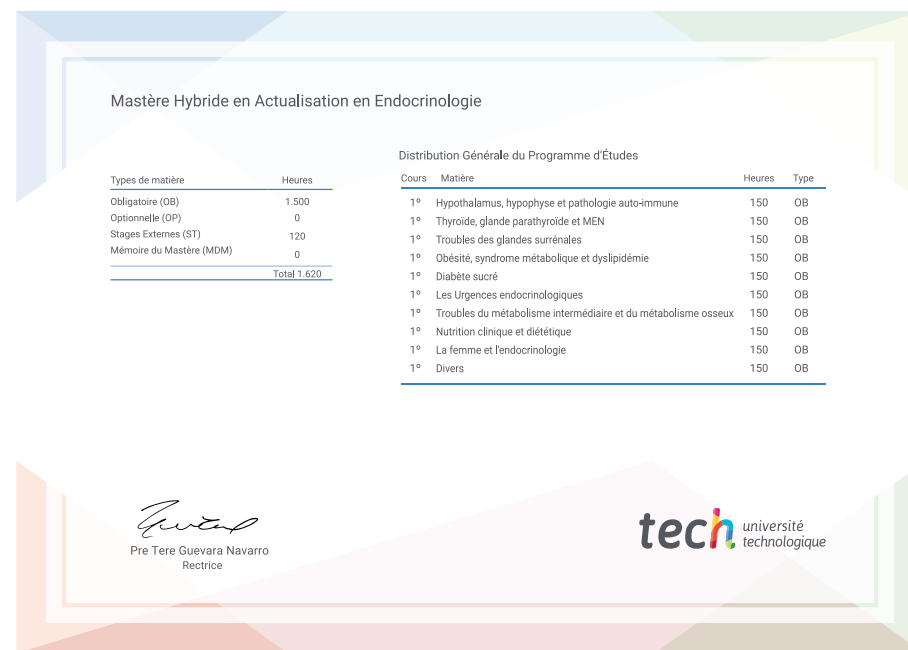 Mastère Hybride en Actualisation en Endocrinologie
Types de matière Heures
Obligatoire (OB) 1.500
Optionnelle (OP) 0
Stages Externes (ST) 120
Mémoire du Mastère (MDM) 0
Total 1.620
Distribution Générale du Programme d'Études
Cours Matière Heures Type
1º Hypothalamus, hypophyse et pathologie auto-immune 150 OB
1º Thyroïde, glande parathyroïde et MEN 150 OB
1º Troubles des glandes surrénales 150 OB
1º Obésité, syndrome métabolique et dyslipidémie 150 OB
1º Diabète sucré 150 OB
1º Les Urgences endocrinologiques 150 OB
1º Troubles du métabolisme intermédiaire et du métabolisme osseux 150 OB
1º Nutrition clinique et diététique 150 OB
1º La femme et l'endocrinologie 150 OB
1º Divers 150 OB
Pre Tere Guevara Navarro
Rectrice
tech université
technologique